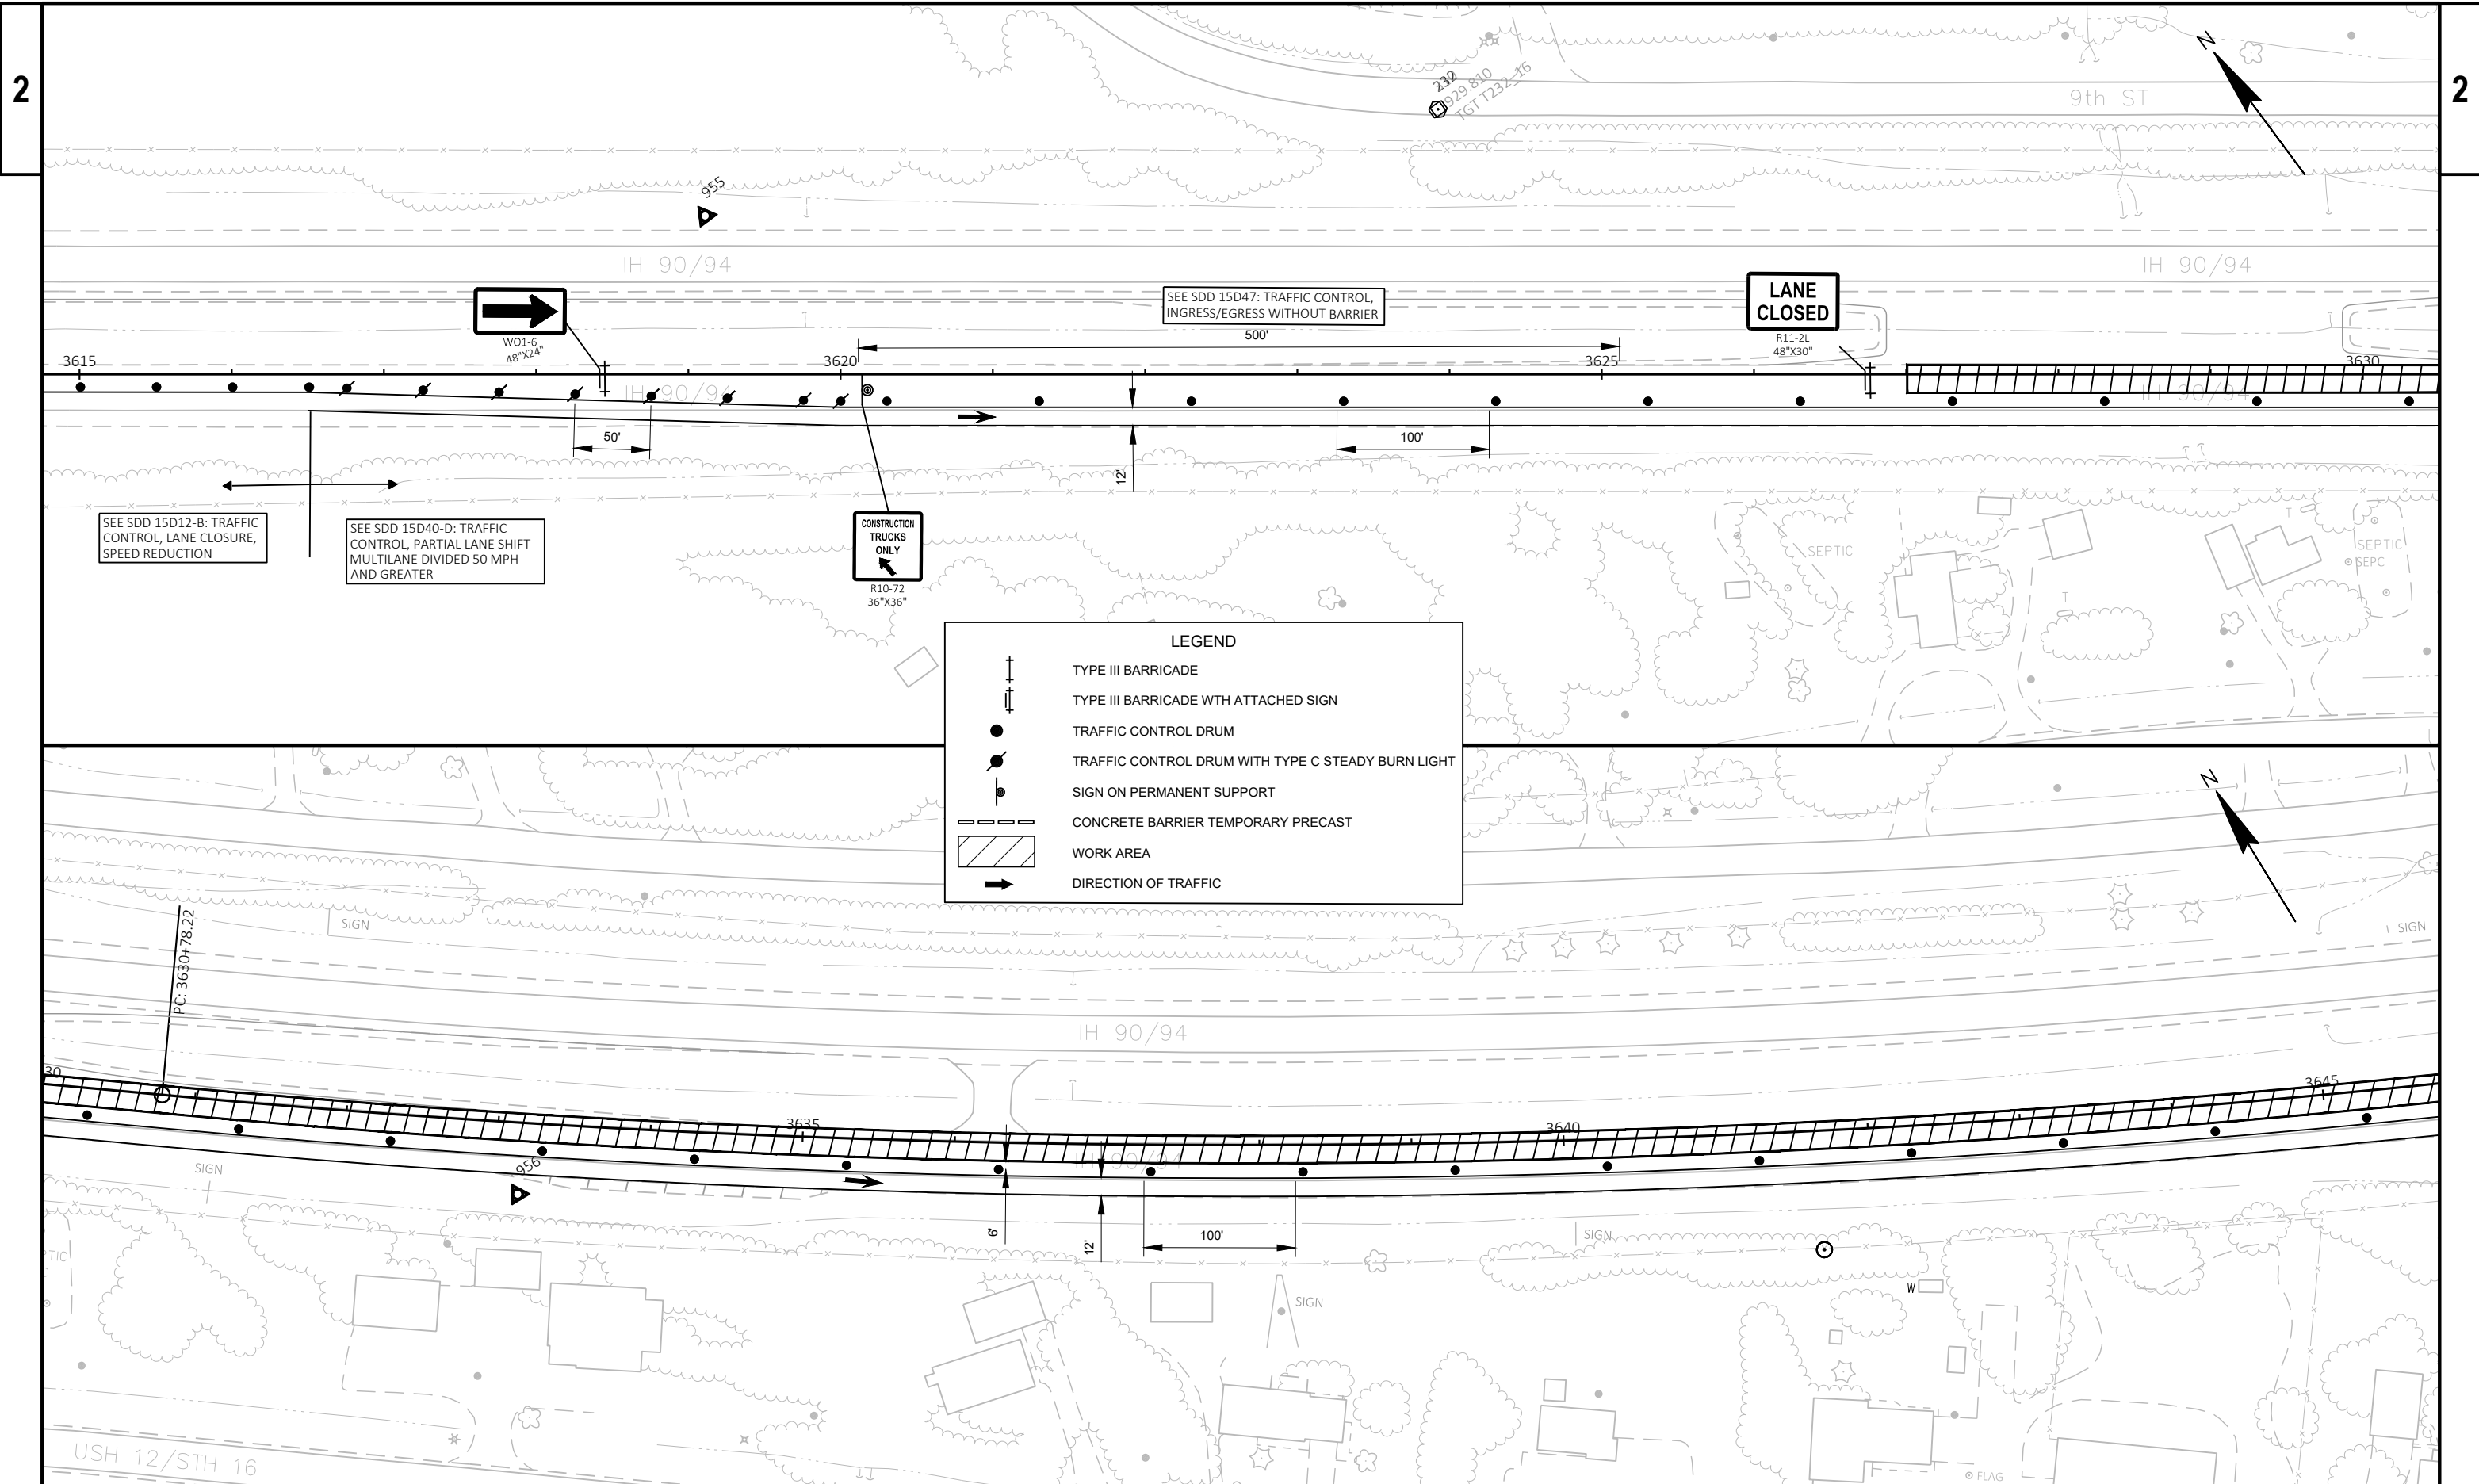 2
2
N
232
929.810
TGT T232_16
9th ST
955
IH 90/94
IH 90/94
WO1-6
48"X24"
SEE SDD 15D47: TRAFFIC CONTROL,
INGRESS/EGRESS WITHOUT BARRIER
500'
LANE
CLOSED
R11-2L
48"X30"
3615
3620
3625
3630
IH 90/94
IH 90/94
50'
100'
12'
SEE SDD 15D12-B: TRAFFIC
CONTROL, LANE CLOSURE,
SPEED REDUCTION
SEE SDD 15D40-D: TRAFFIC
CONTROL, PARTIAL LANE SHIFT
MULTILANE DIVIDED 50 MPH
AND GREATER
CONSTRUCTION
TRUCKS
ONLY
R10-72
36"X36"
SEPTIC
T
T
SEPTIC
SEPC
LEGEND
TYPE III BARRICADE
TYPE III BARRICADE WTH ATTACHED SIGN
TRAFFIC CONTROL DRUM
TRAFFIC CONTROL DRUM WITH TYPE C STEADY BURN LIGHT
SIGN ON PERMANENT SUPPORT
CONCRETE BARRIER TEMPORARY PRECAST
WORK AREA
DIRECTION OF TRAFFIC
N
SIGN
SIGN
PC: 3630+78.22
IH 90/94
30
3635
3640
3645
IH 90/94
956
SIGN
6'
12'
100'
SIGN
PTIC
SIGN
W
USH 12/STH 16
FLAG